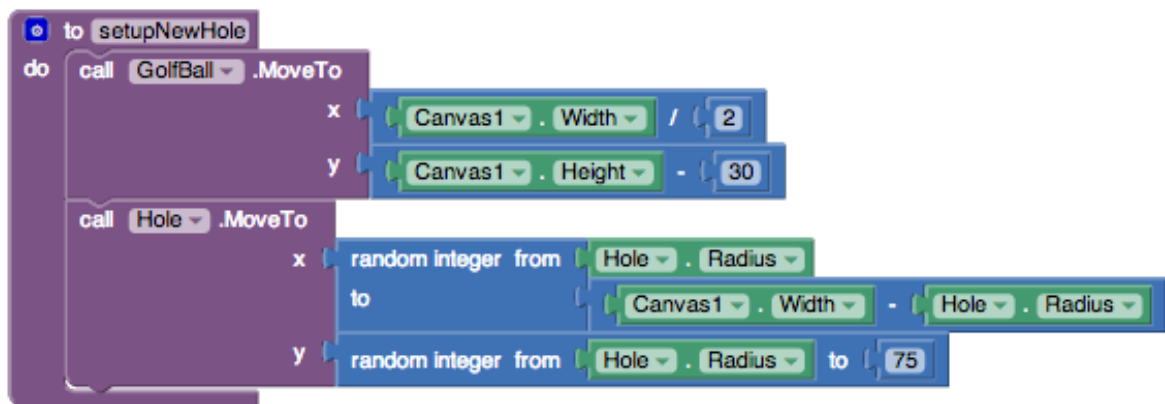 to setupNewHole
do call GolfBall .MoveTo
x Canvas1 . Width / 2
y Canvas1 . Height - 30
call Hole .MoveTo
x random integer from Hole . Radius
to Canvas1 . Width - Hole . Radius
y random integer from Hole . Radius to 75